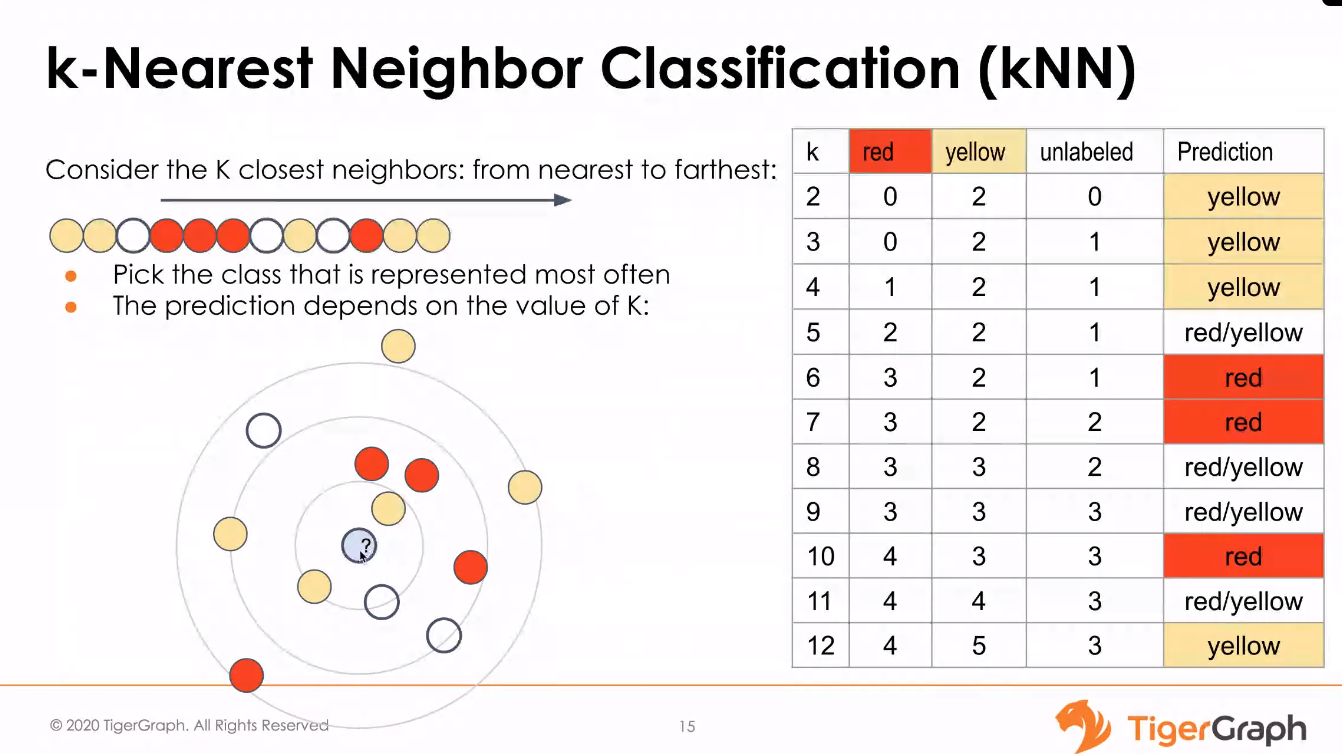 k-Nearest Neighbor Classification (kNN)
Consider the K closest neighbors: from nearest to farthest:
● Pick the class that is represented most often
● The prediction depends on the value of K:
?
k red yellow unlabeled Prediction
2 0 2 0 yellow
3 0 2 1 yellow
4 1 2 1 yellow
5 2 2 1 red/yellow
6 3 2 1 red
7 3 2 2 red
8 3 3 2 red/yellow
9 3 3 3 red/yellow
10 4 3 3 red
11 4 4 3 red/yellow
12 4 5 3 yellow
© 2020 TigerGraph. All Rights Reserved
15
TigerGraph